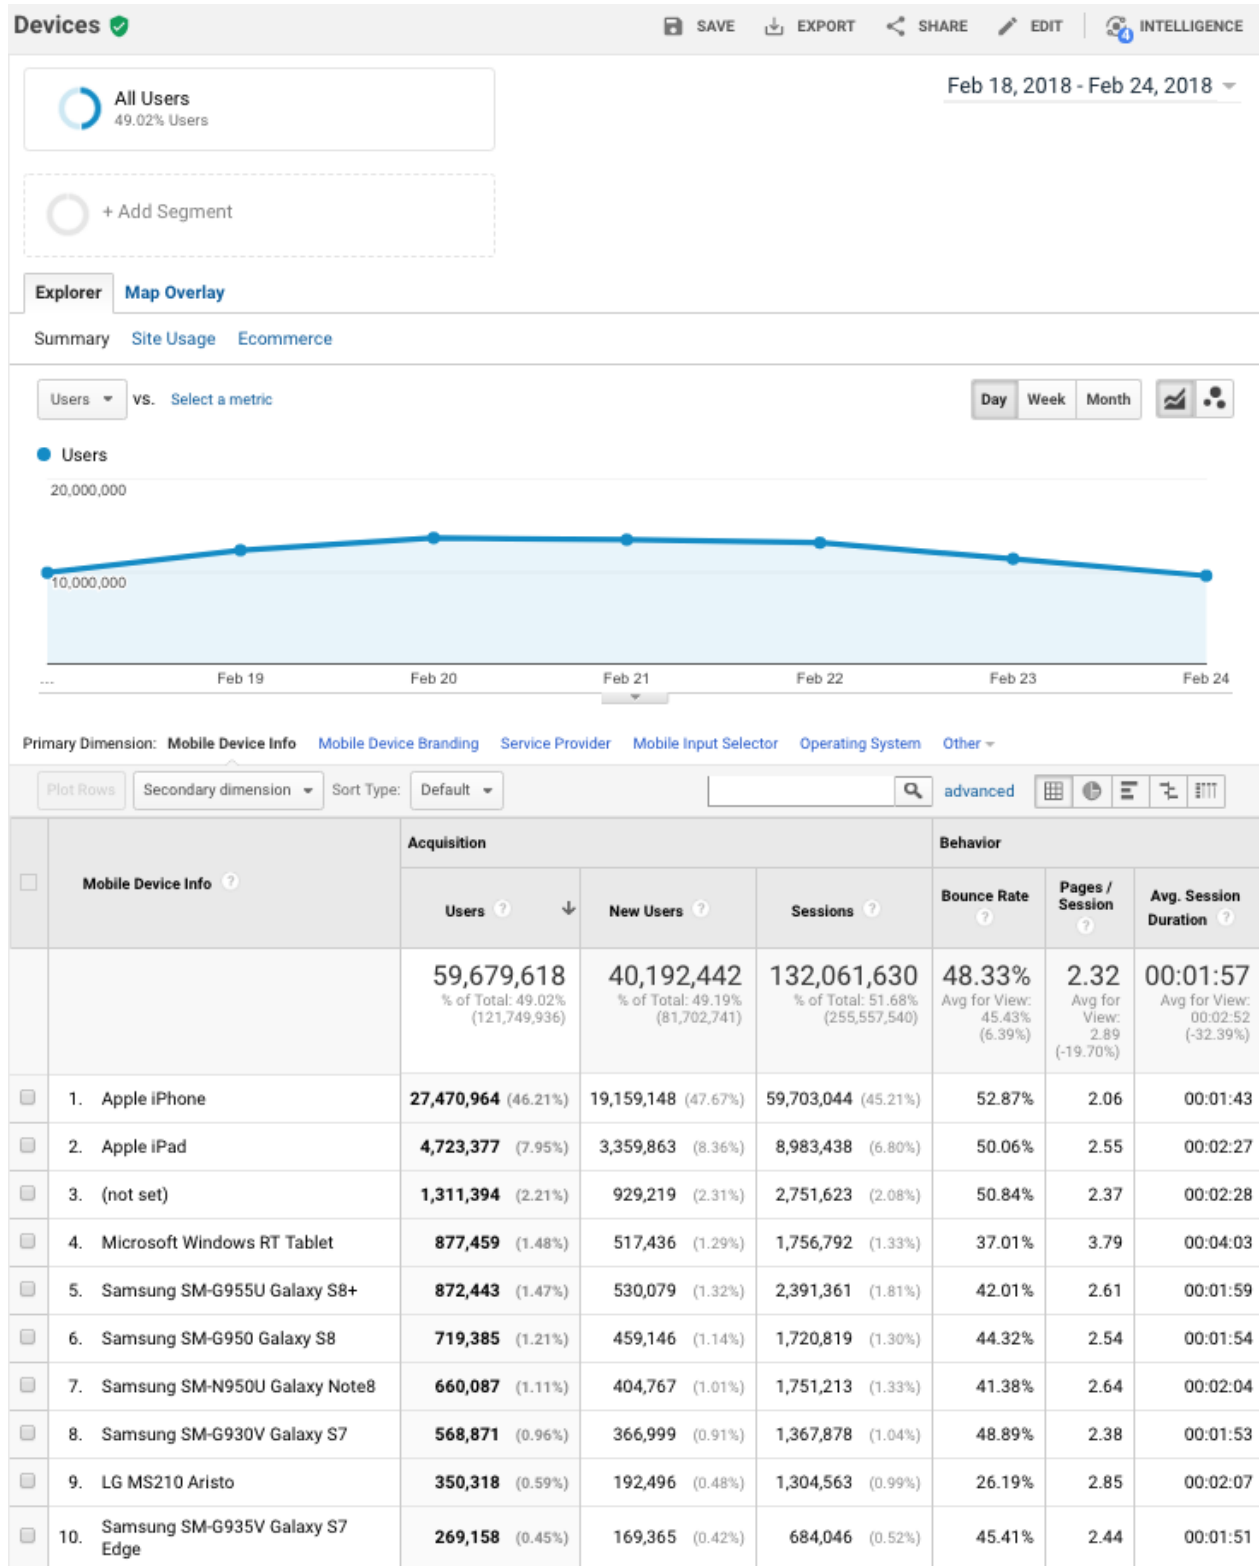 Devices
SAVE EXPORT SHARE EDIT 4 INTELLIGENCE
All Users
49.02% Users
Feb 18, 2018 - Feb 24, 2018
+ Add Segment
Explorer Map Overlay
Summary Site Usage Ecommerce
Users VS. Select a metric
Day Week Month
Users
20,000,000
10,000,000
... Feb 19 Feb 20 Feb 21 Feb 22 Feb 23 Feb 24
Primary Dimension: Mobile Device Info Mobile Device Branding Service Provider Mobile Input Selector Operating System Other
Plot Rows Secondary dimension Sort Type: Default advanced
Mobile Device Info ?
Acquisition Behavior
Users ? New Users ? Sessions ? Bounce Rate ? Pages / Session ? Avg. Session Duration ?
59,679,618 40,192,442 132,061,630 48.33% 2.32 00:01:57
% of Total: 49.02% (121,749,936) % of Total: 49.19% (81,702,741) % of Total: 51.68% (255,557,540) Avg for View: 45.43% (6.39%) Avg for View: 2.89 (-19.70%) Avg for View: 00:02:52 (-32.39%)
1. Apple iPhone 27,470,964 (46.21%) 19,159,148 (47.67%) 59,703,044 (45.21%) 52.87% 2.06 00:01:43
2. Apple iPad 4,723,377 (7.95%) 3,359,863 (8.36%) 8,983,438 (6.80%) 50.06% 2.55 00:02:27
3. (not set) 1,311,394 (2.21%) 929,219 (2.31%) 2,751,623 (2.08%) 50.84% 2.37 00:02:28
4. Microsoft Windows RT Tablet 877,459 (1.48%) 517,436 (1.29%) 1,756,792 (1.33%) 37.01% 3.79 00:04:03
5. Samsung SM-G955U Galaxy S8+ 872,443 (1.47%) 530,079 (1.32%) 2,391,361 (1.81%) 42.01% 2.61 00:01:59
6. Samsung SM-G950 Galaxy S8 719,385 (1.21%) 459,146 (1.14%) 1,720,819 (1.30%) 44.32% 2.54 00:01:54
7. Samsung SM-N950U Galaxy Note8 660,087 (1.11%) 404,767 (1.01%) 1,751,213 (1.33%) 41.38% 2.64 00:02:04
8. Samsung SM-G930V Galaxy S7 568,871 (0.96%) 366,999 (0.91%) 1,367,878 (1.04%) 48.89% 2.38 00:01:53
9. LG MS210 Aristo 350,318 (0.59%) 192,496 (0.48%) 1,304,563 (0.99%) 26.19% 2.85 00:02:07
10. Samsung SM-G935V Galaxy S7 Edge 269,158 (0.45%) 169,365 (0.42%) 684,046 (0.52%) 45.41% 2.44 00:01:51